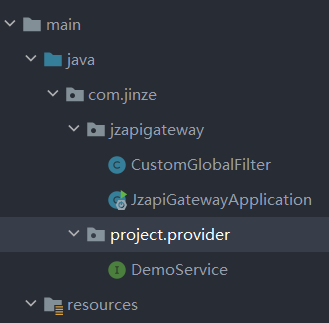 main
java
com.jinze
jzapigateway
CustomGlobalFilter
JzapiGatewayApplication
project.provider
DemoService
resources